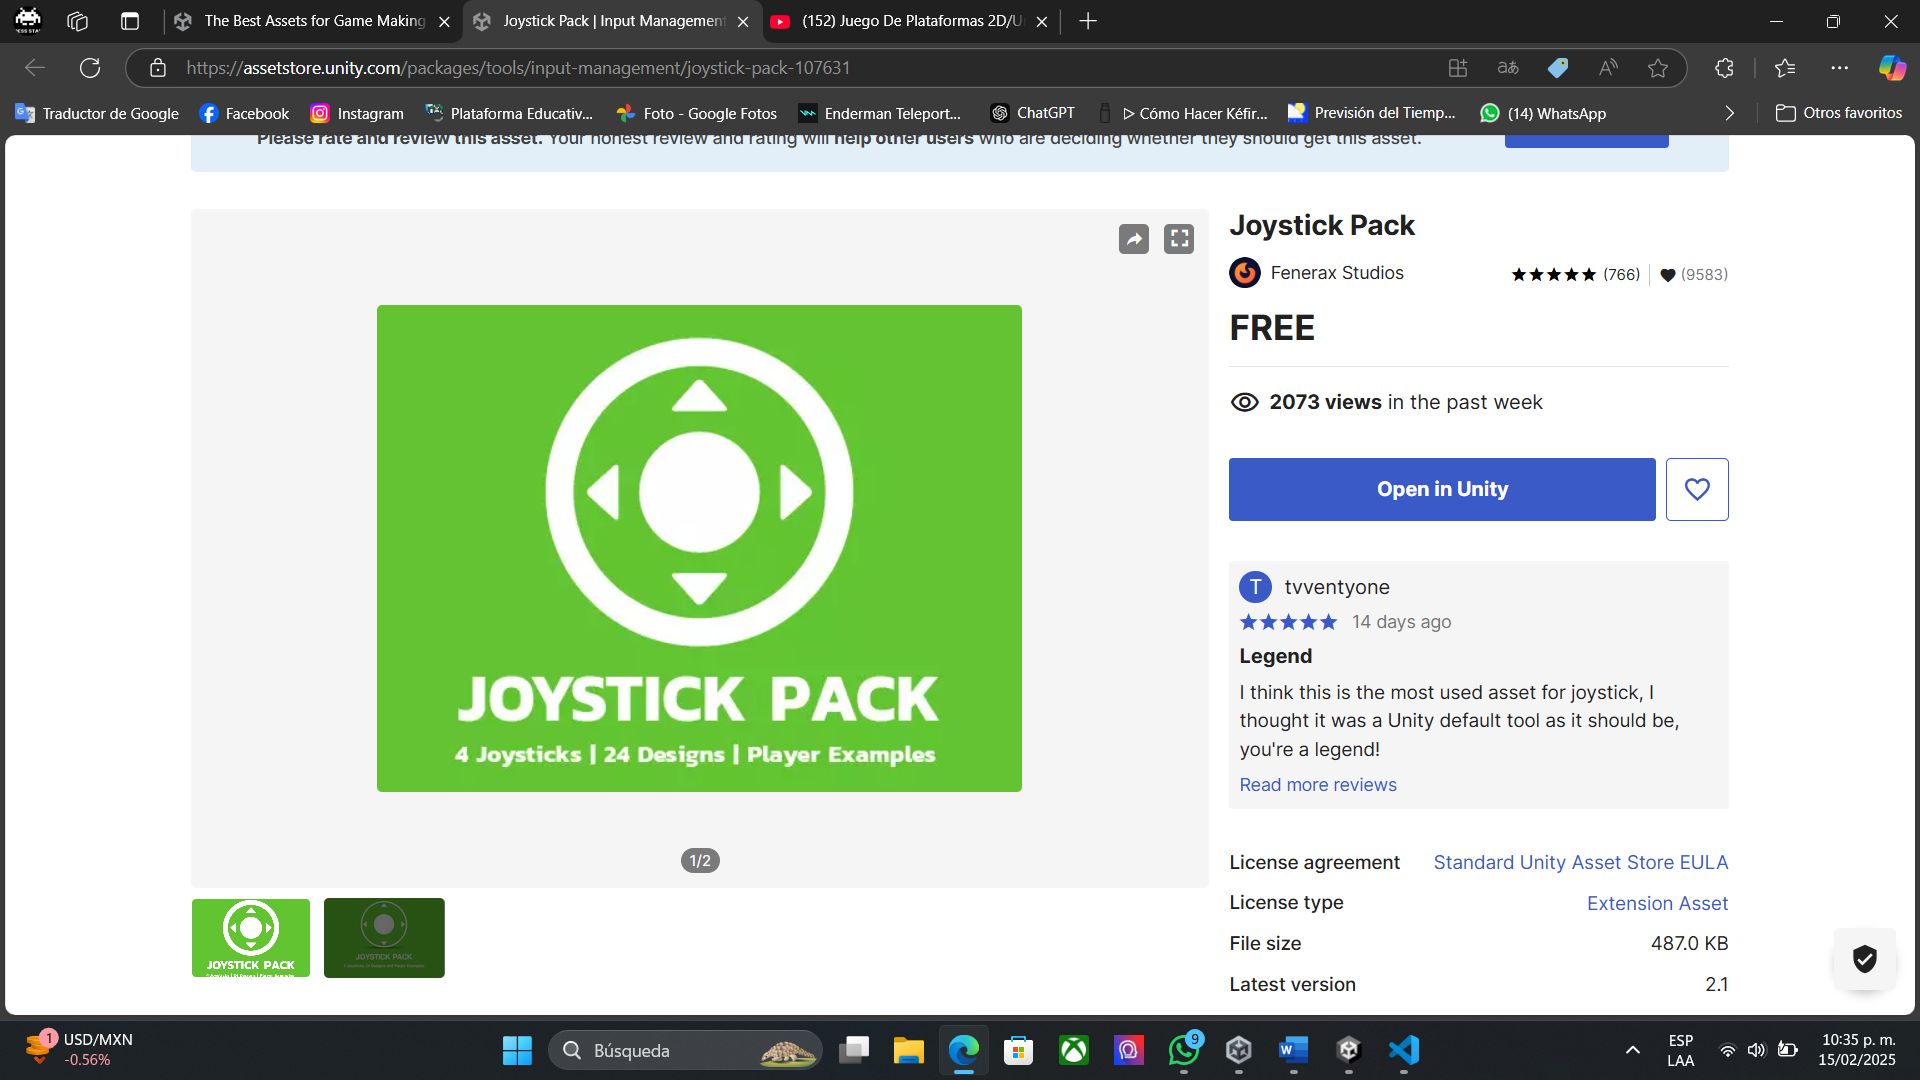 The Best Assets for Game Making
Joystick Pack | Input Management
(152) Juego De Plataformas 2D/U
https://assetstore.unity.com/packages/tools/input-management/joystick-pack-107631
Traductor de Google
Facebook
Instagram
Plataforma Educativ...
Foto - Google Fotos
Enderman Teleport...
ChatGPT
▷ Cómo Hacer Kéfir...
Previsión del Tiemp...
(14) WhatsApp
Otros favoritos
Please rate and review this asset. Your honest review and rating will help other users who are deciding whether they should get this asset.
JOYSTICK PACK
4 Joysticks | 24 Designs | Player Examples
1/2
JOYSTICK PACK
JOYSTICK PACK
Joystick Pack
Fenerax Studios
(766)
(9583)
FREE
2073 views in the past week
Open in Unity
T
tvventyone
14 days ago
Legend
I think this is the most used asset for joystick, I
thought it was a Unity default tool as it should be,
you're a legend!
Read more reviews
License agreement Standard Unity Asset Store EULA
License type Extension Asset
File size 487.0 KB
Latest version 2.1
1
USD/MXN
-0.56%
Búsqueda
9
ESP
LAA
10:35 p. m.
15/02/2025